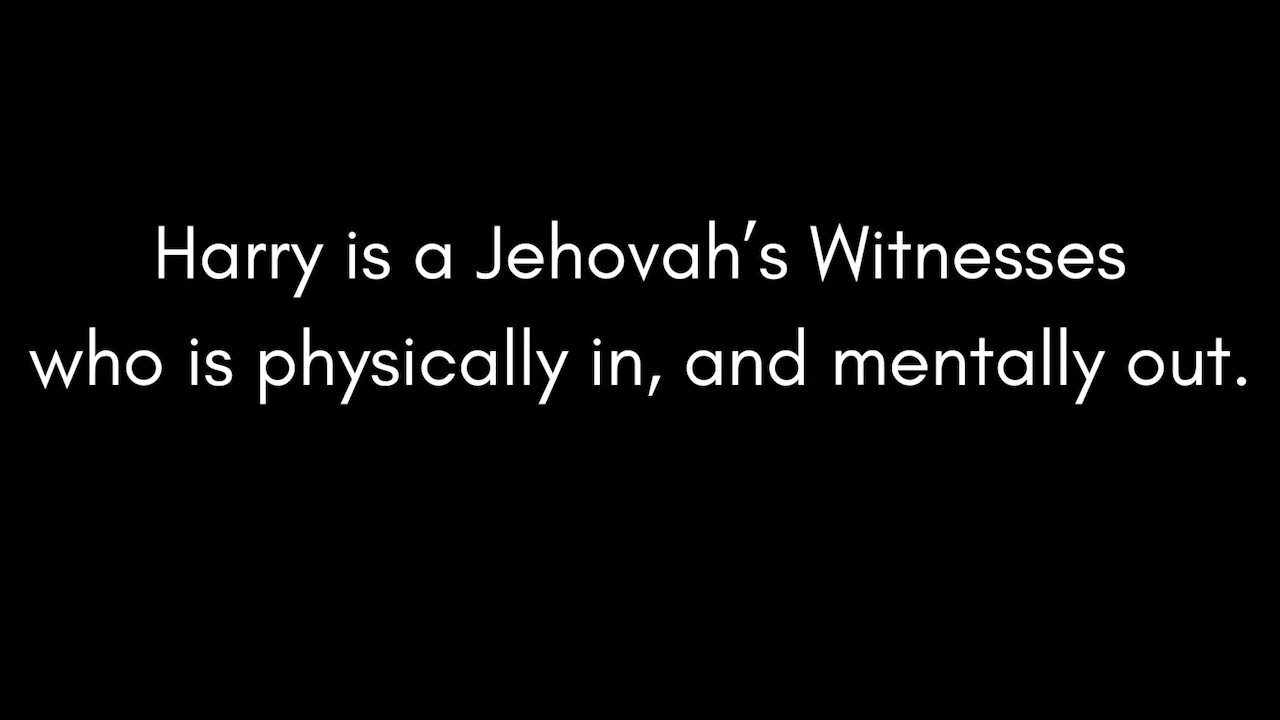 Harry is a Jehovah’s Witnesses
who is physically in, and mentally out.